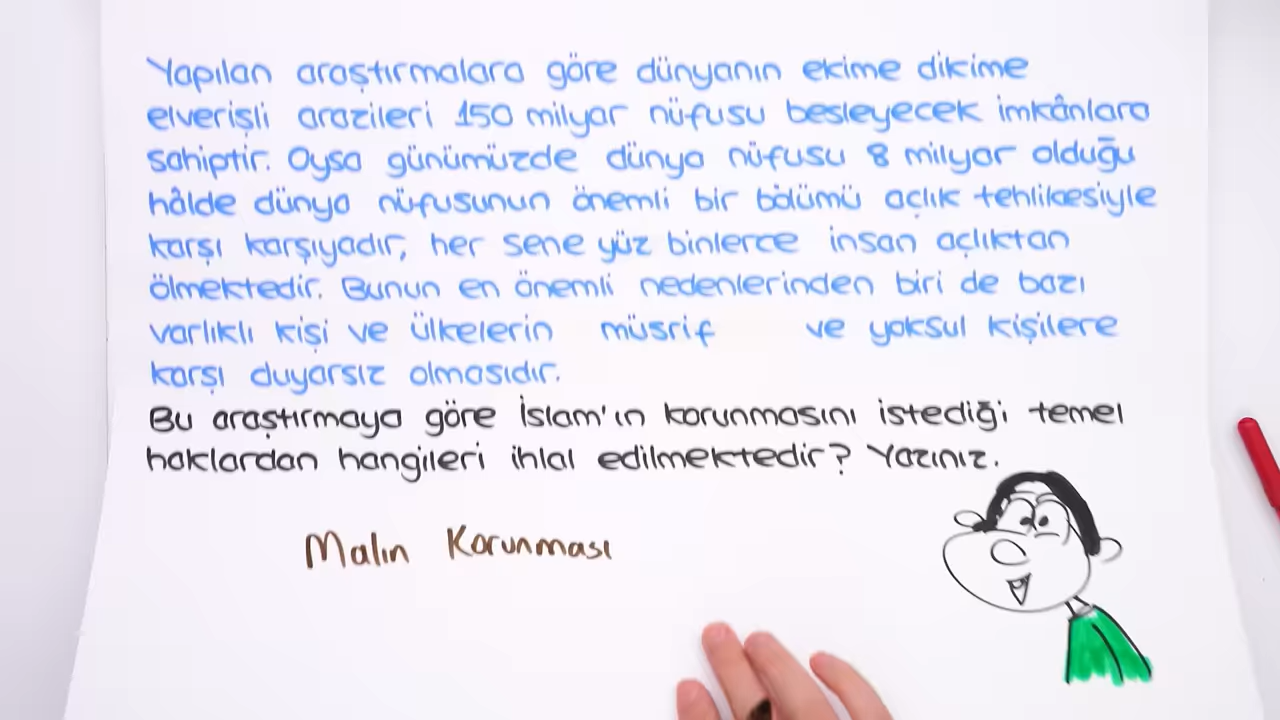 Yapılan araştırmalara göre dünyanın ekime dikime
elverişli arazileri 150 milyar nüfusu besleyecek imkânlara
sahiptir. Oysa günümüzde dünya nüfusu 8 milyar olduğu
hâlde dünya nüfusunun önemli bir bölümü açlık tehlikesiyle
karşı karşıyadır, her sene yüz binlerce insan açlıktan
ölmektedir. Bunun en önemli nedenlerinden biri de bazı
varlıklı kişi ve ülkelerin müsrif ve yoksul kişilere
karşı duyarsız olmasıdır.
Bu araştırmaya göre İslam'ın korunmasını istediği temel
haklardan hangileri ihlal edilmektedir? Yazınız.
Malın Korunması